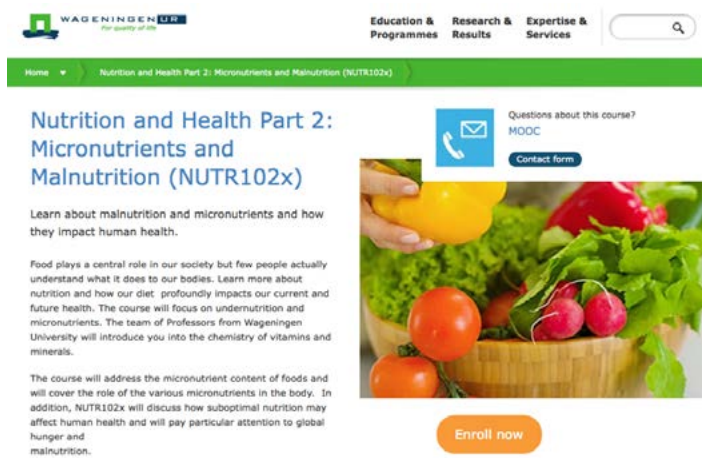 WAGENINGEN UR
For quality of life
Education &
Programmes
Research &
Results
Expertise &
Services
Home
Nutrition and Health Part 2: Micronutrients and Malnutrition (NUTR102x)
Nutrition and Health Part 2:
Micronutrients and
Malnutrition (NUTR102x)
Learn about malnutrition and micronutrients and how
they impact human health.
Food plays a central role in our society but few people actually
understand what it does to our bodies. Learn more about
nutrition and how our diet profoundly impacts our current and
future health. The course will focus on undernutrition and
micronutrients. The team of Professors from Wageningen
University will introduce you into the chemistry of vitamins and
minerals.
The course will address the micronutrient content of foods and
will cover the role of the various micronutrients in the body. In
addition, NUTR102x will discuss how suboptimal nutrition may
affect human health and will pay particular attention to global
hunger and
malnutrition.
Questions about this course?
MOOC
Contact form
Enroll now